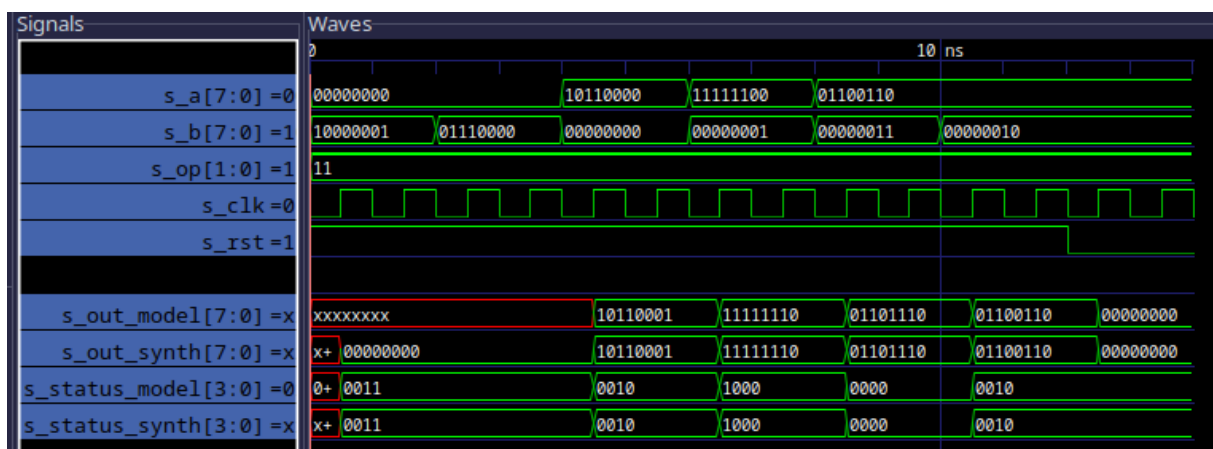 Signals Waves
0 10 ns
s_a[7:0] =0 00000000 10110000 11111100 01100110
s_b[7:0] =1 10000001 01110000 00000000 00000001 00000011 00000010
s_op[1:0] =1 11
s_clk =0
s_rst =1
s_out_model[7:0] =x xxxxxxxx 10110001 11111110 01101110 01100110 00000000
s_out_synth[7:0] =x x+ 00000000 10110001 11111110 01101110 01100110 00000000
s_status_model[3:0] =0 0+ 0011 0010 1000 0000 0010
s_status_synth[3:0] =x x+ 0011 0010 1000 0000 0010